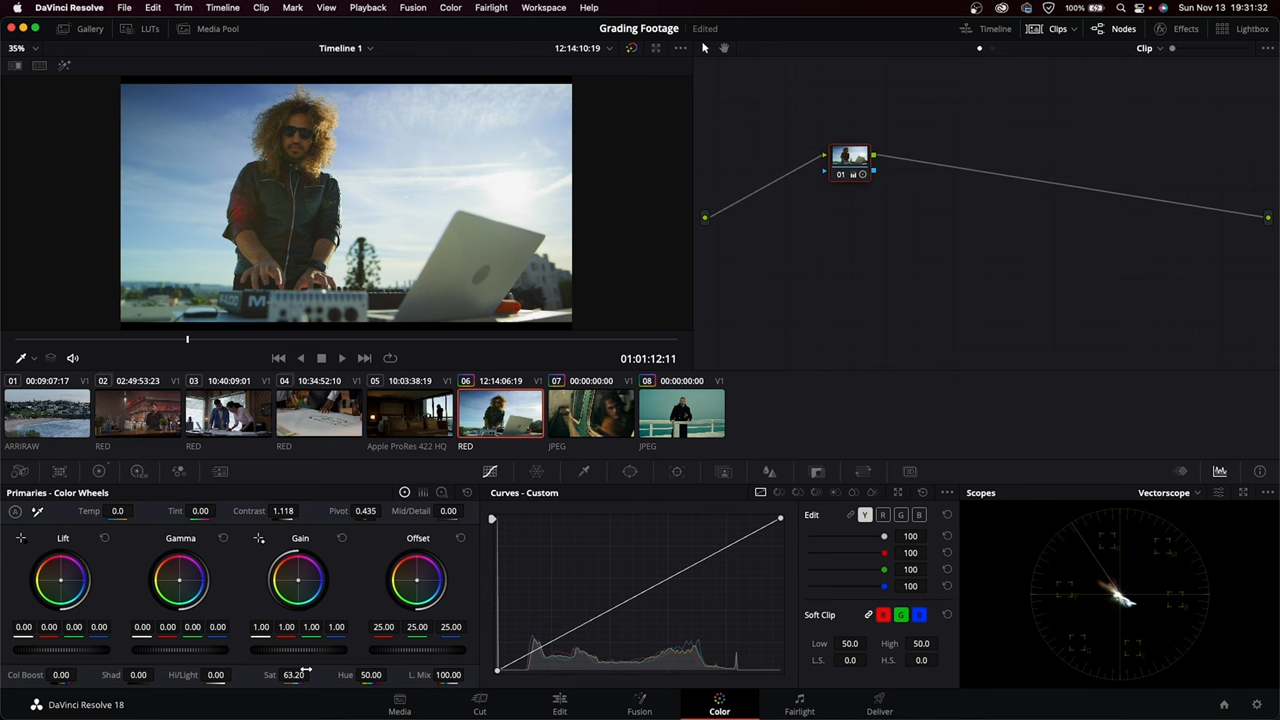 DaVinci Resolve File Edit Trim Timeline Clip Mark View Playback Fusion Color Fairlight Workspace Help 100% Sun Nov 13 19:31:32
Gallery LUTs Media Pool Grading Footage Edited Timeline Clips Nodes Effects Lightbox
35% Timeline 1 12:14:10:19 Clip
M-AUDIO M-
01
01:01:12:11
01 00:09:07:17 V1 02 02:49:53:23 V1 03 10:40:09:01 V1 04 10:34:52:10 V1 05 10:03:38:19 V1 06 12:14:06:19 V1 07 00:00:00:00 V1 08 00:00:00:00 V1
ARRIRAW RED RED RED Apple ProRes 422 HQ RED JPEG JPEG
Primaries - Color Wheels Curves - Custom Scopes Vectorscope
Temp 0.0 Tint 0.00 Contrast 1.118 Pivot 0.435 Mid/Detail 0.00 Edit Y R G B
Lift Gamma Gain Offset 100
100
100
100
Soft Clip R G B
0.00 0.00 0.00 0.00 0.00 0.00 0.00 0.00 1.00 1.00 1.00 1.00 25.00 25.00 25.00
Low 50.0 High 50.0
L.S. 0.0 H.S. 0.0
Col Boost 0.00 Shad 0.00 Hi/Light 0.00 Sat 63.20 Hue 50.00 L. Mix 100.00
DaVinci Resolve 18 Media Cut Edit Fusion Color Fairlight Deliver